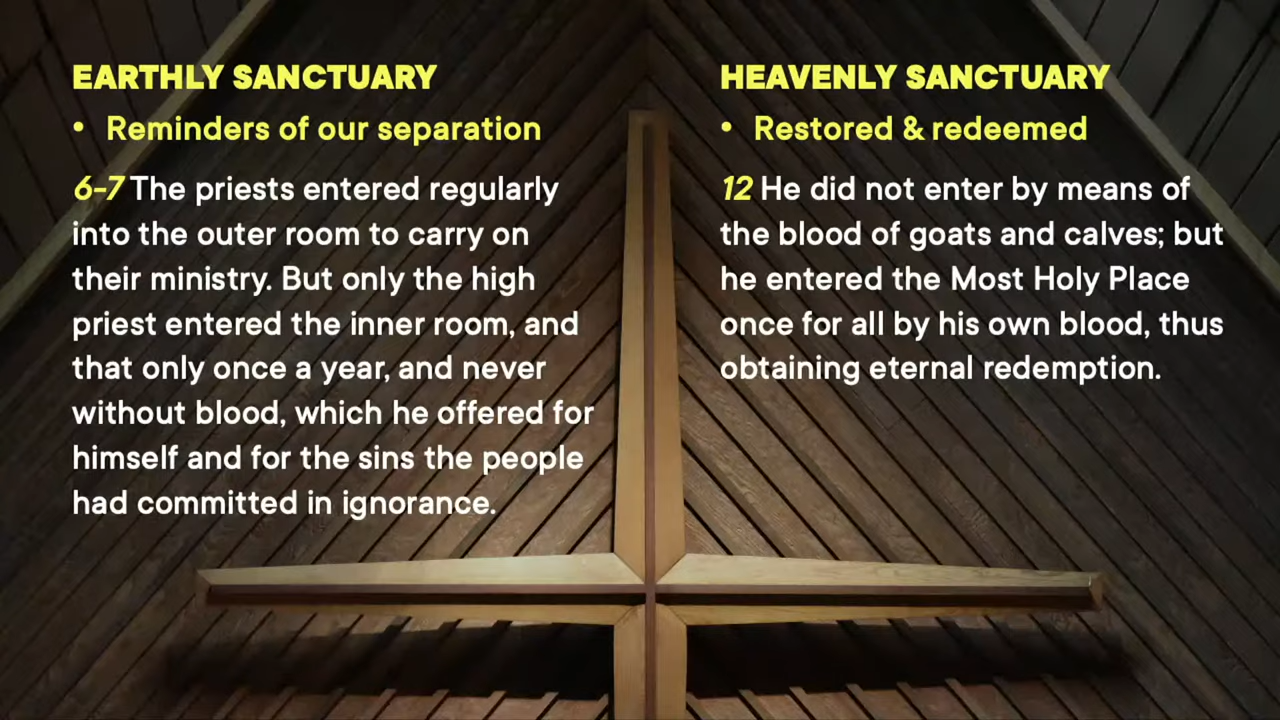 EARTHLY SANCTUARY
• Reminders of our separation
6-7 The priests entered regularly
into the outer room to carry on
their ministry. But only the high
priest entered the inner room, and
that only once a year, and never
without blood, which he offered for
himself and for the sins the people
had committed in ignorance.
HEAVENLY SANCTUARY
• Restored & redeemed
12 He did not enter by means of
the blood of goats and calves; but
he entered the Most Holy Place
once for all by his own blood, thus
obtaining eternal redemption.